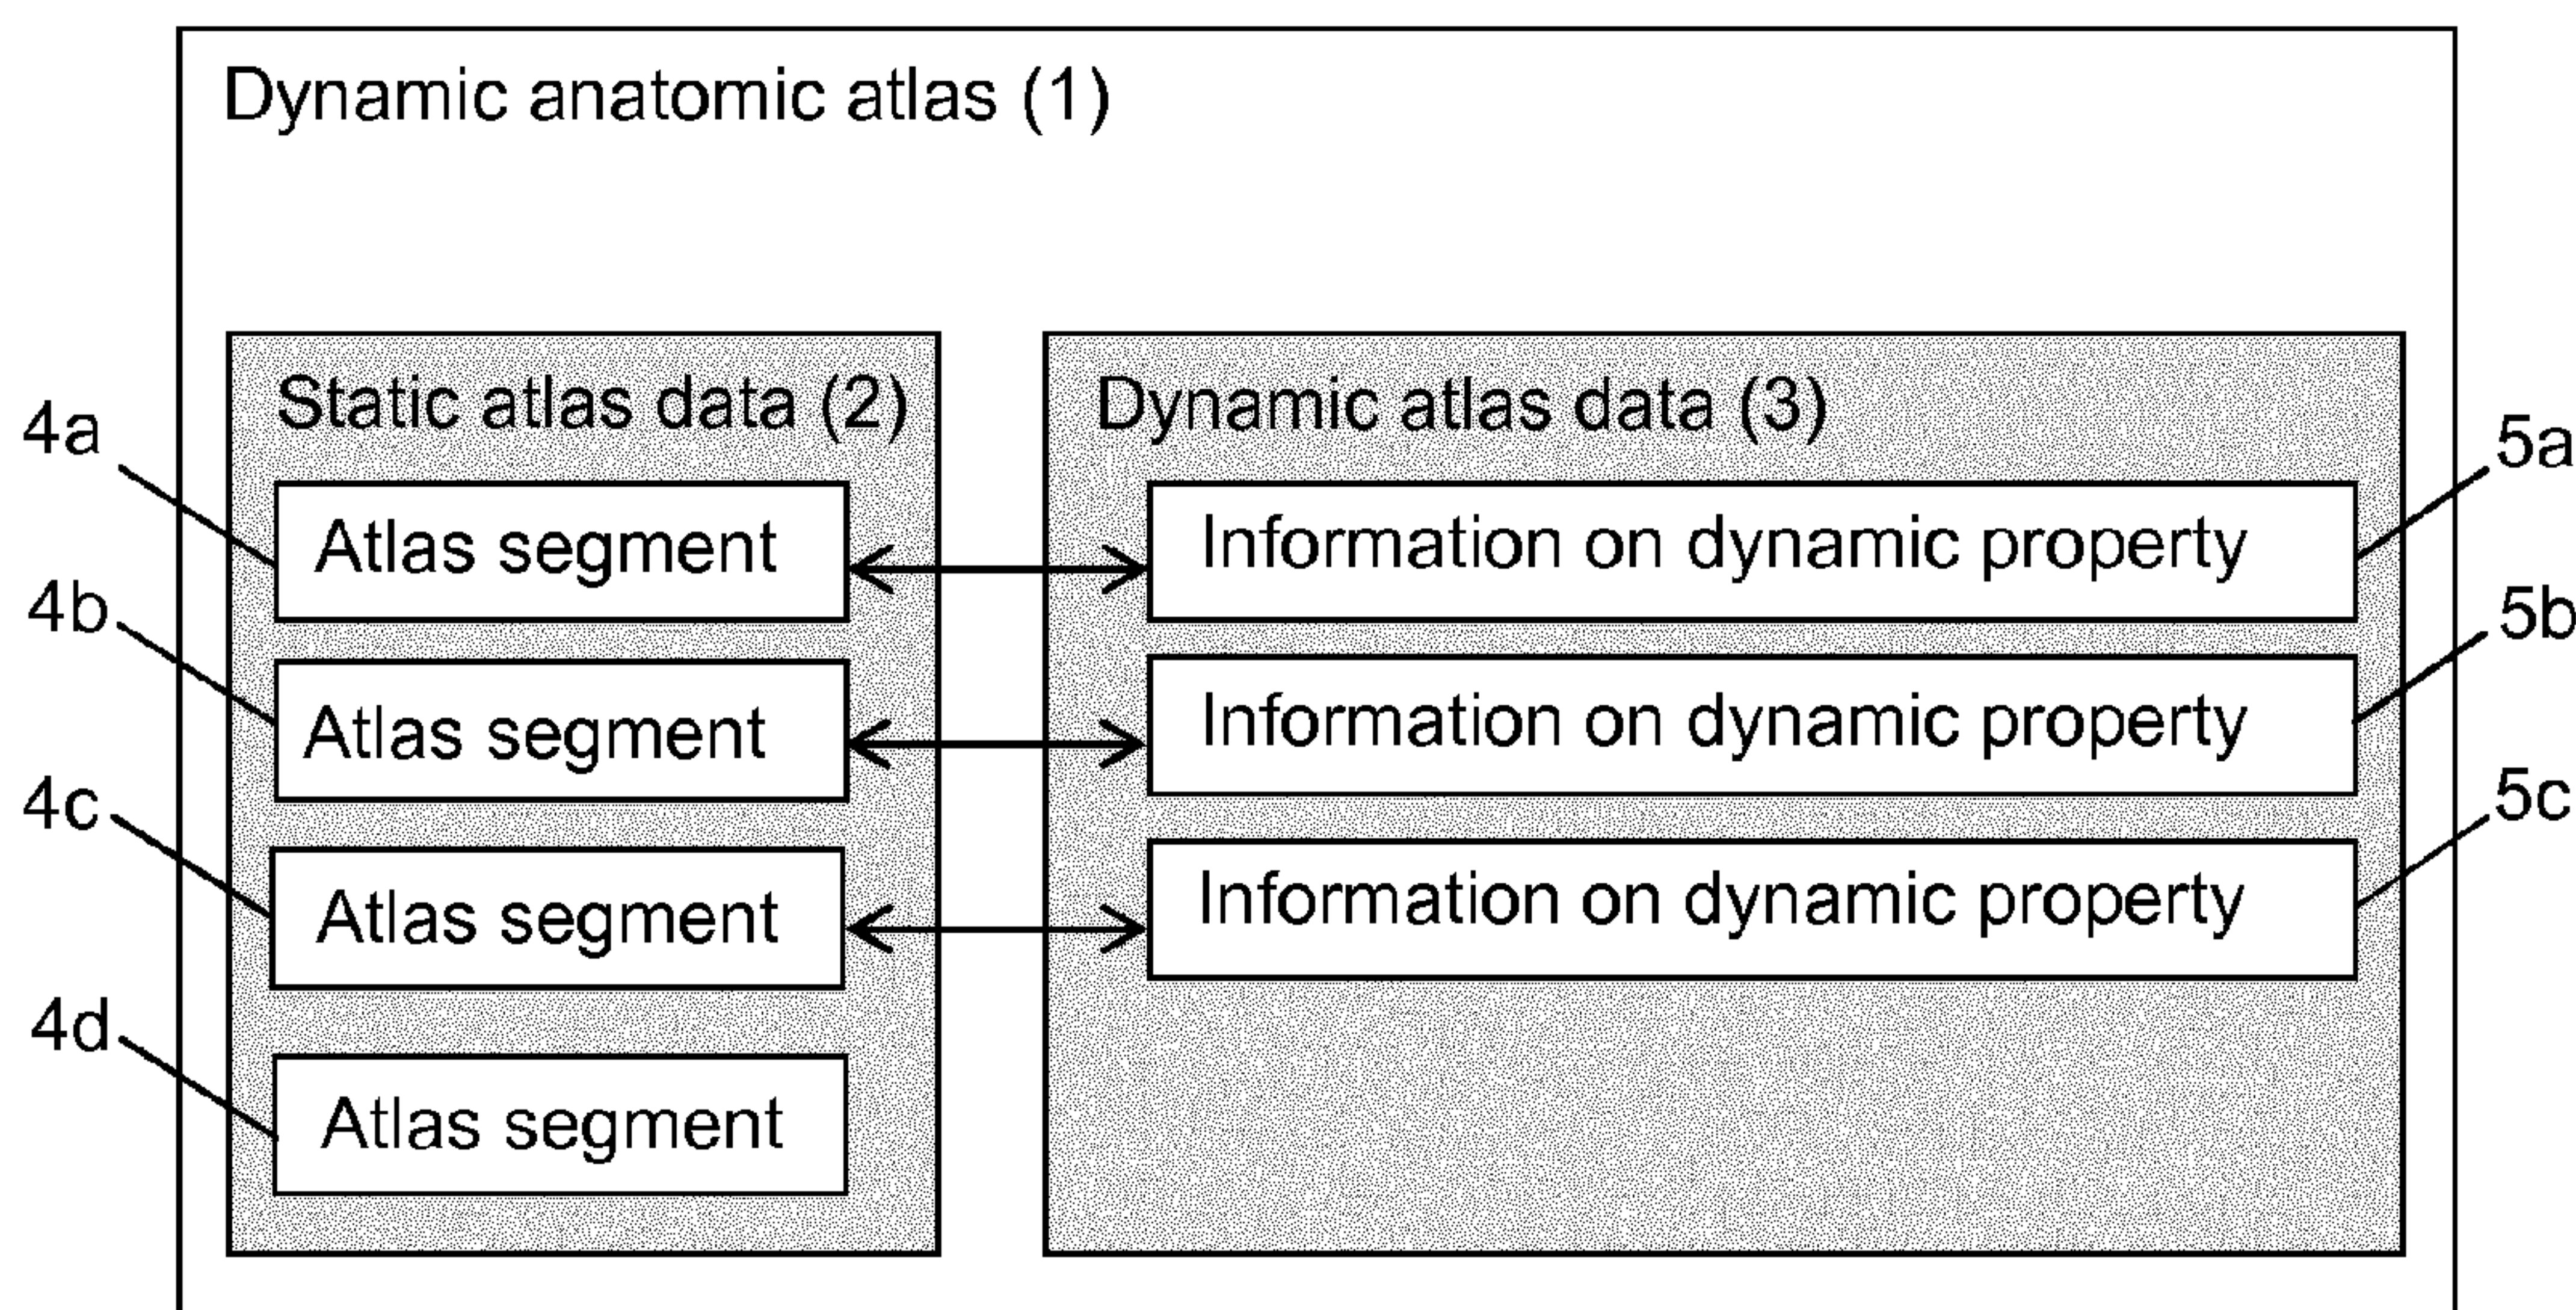 Dynamic anatomic atlas (1)
Static atlas data (2)
Dynamic atlas data (3)
4a
Atlas segment
Information on dynamic property
5a
4b
Atlas segment
Information on dynamic property
5b
4c
Atlas segment
Information on dynamic property
5c
4d
Atlas segment